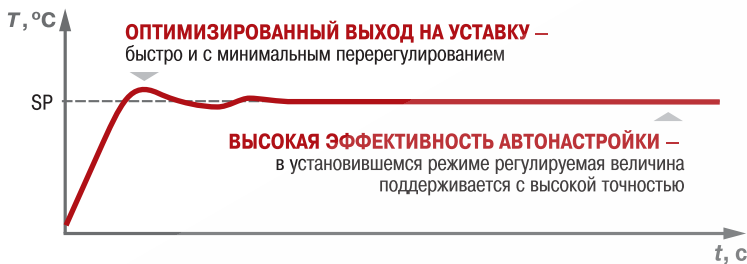 T, °C
ОПТИМИЗИРОВАННЫЙ ВЫХОД НА УСТАВКУ –
быстро и с минимальным перерегулированием
SP
ВЫСОКАЯ ЭФФЕКТИВНОСТЬ АВТОНАСТРОЙКИ –
в установившемся режиме регулируемая величина
поддерживается с высокой точностью
t, с